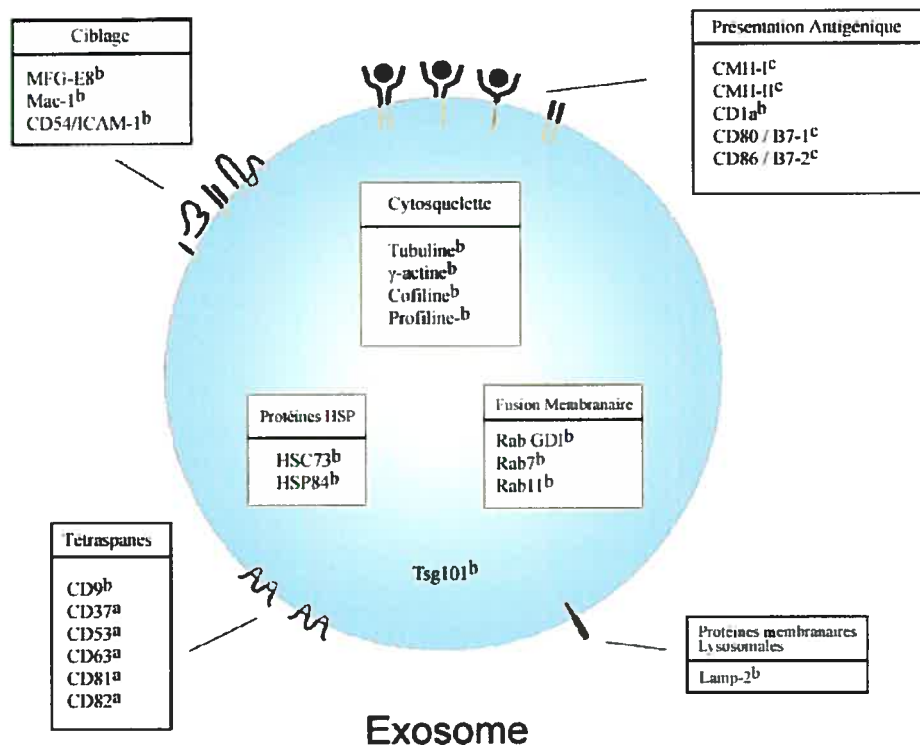 Ciblage
MFG-E8b
Mac-1b
CD54/ICAM-1b
Présentation Antigénique
CMH-Ic
CMH-IIc
CD1ab
CD80 / B7-1c
CD86 / B7-2c
Cytosquelette
Tubulineb
γ-actineb
Cofilineb
Profiline-b
Protéines HSP
HSC73b
HSP84b
Fusion Membranaire
Rab GDIb
Rab7b
Rab11b
Tétraspanes
CD9b
CD37a
CD53a
CD63a
CD81a
CD82a
Tsg101b
Protéines membranaires
Lysosomales
Lamp-2b
Exosome